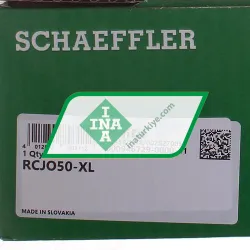 SCHAEFFLER
INA
inaturkiye.com
1 Qty
RCJO50-XL
MADE IN SLOVAKIA